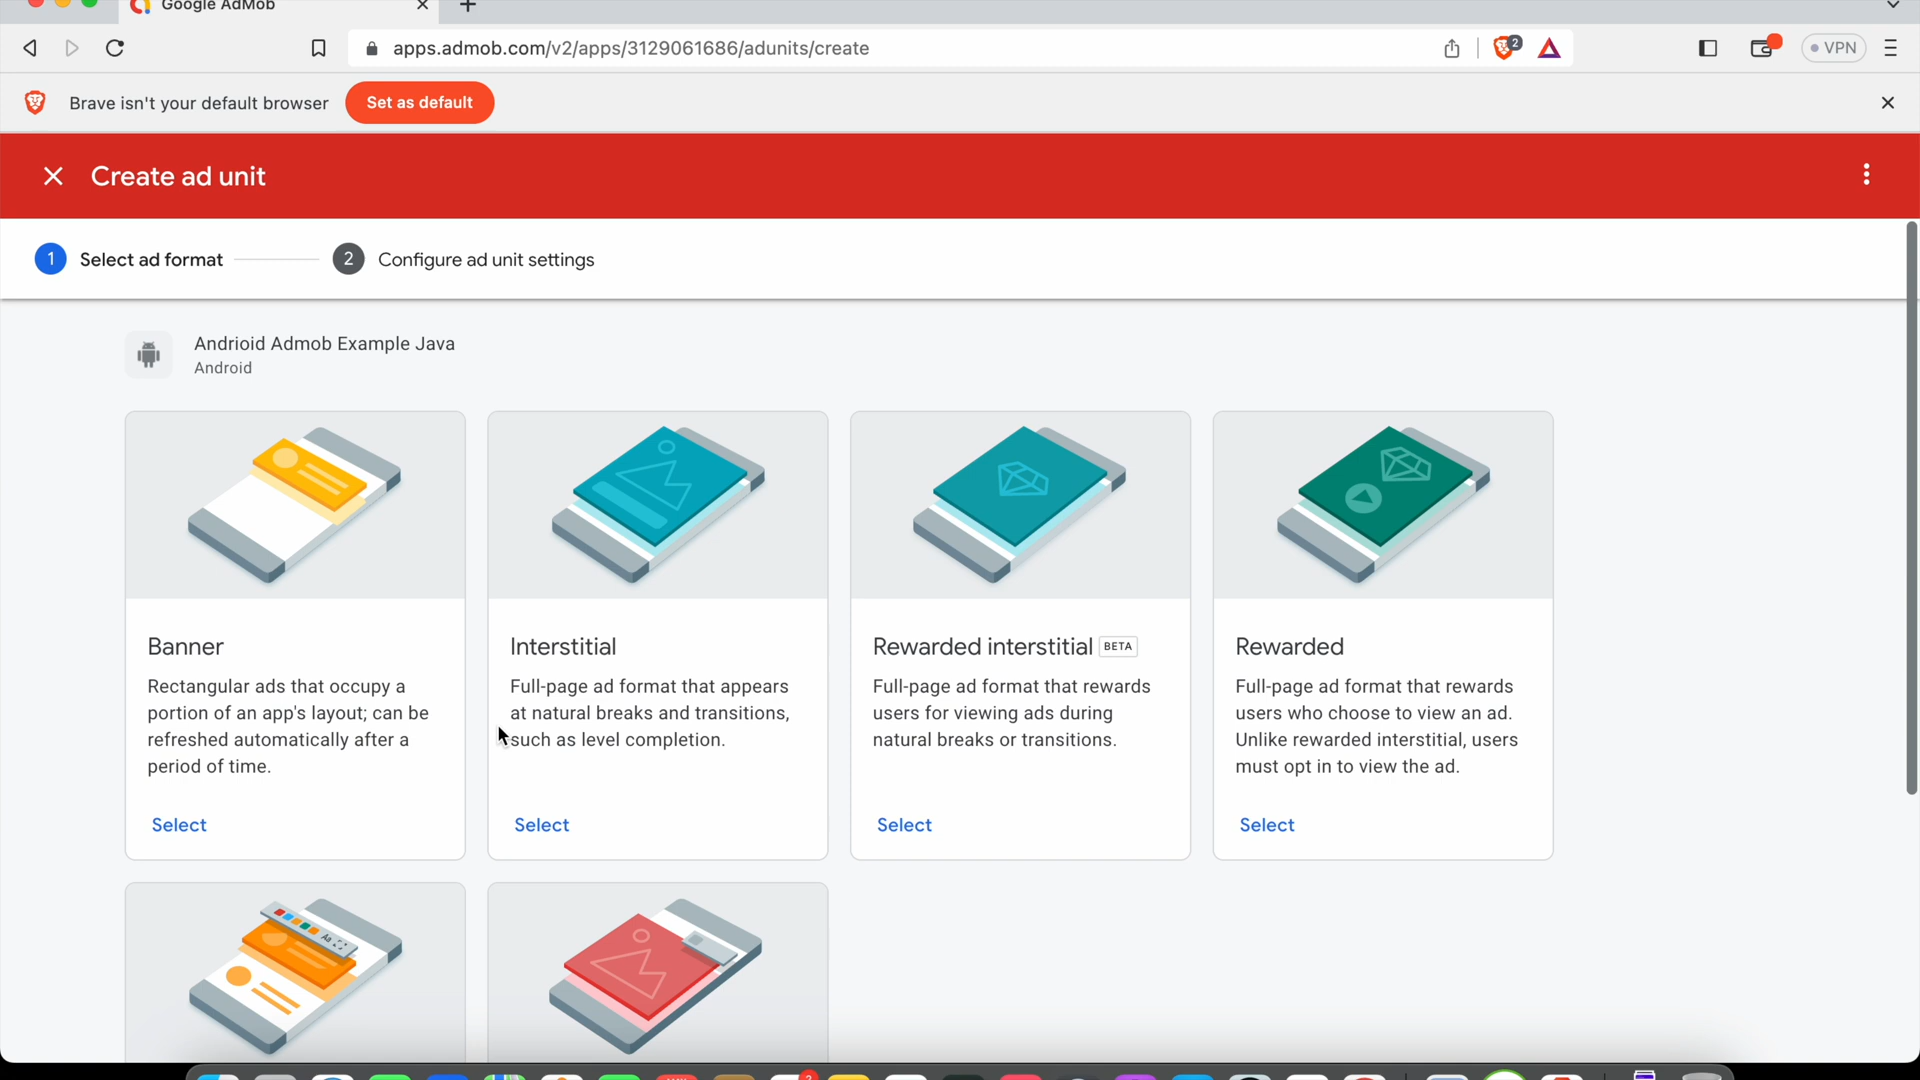 Google AdMob
apps.admob.com/v2/apps/3129061686/adunits/create
2
VPN
Brave isn't your default browser
Set as default
Create ad unit
1 Select ad format
2 Configure ad unit settings
Andrioid Admob Example Java
Android
Banner
Rectangular ads that occupy a
portion of an app's layout; can be
refreshed automatically after a
period of time.
Select
Interstitial
Full-page ad format that appears
at natural breaks and transitions,
such as level completion.
Select
Rewarded interstitial BETA
Full-page ad format that rewards
users for viewing ads during
natural breaks or transitions.
Select
Rewarded
Full-page ad format that rewards
users who choose to view an ad.
Unlike rewarded interstitial, users
must opt in to view the ad.
Select
Aa